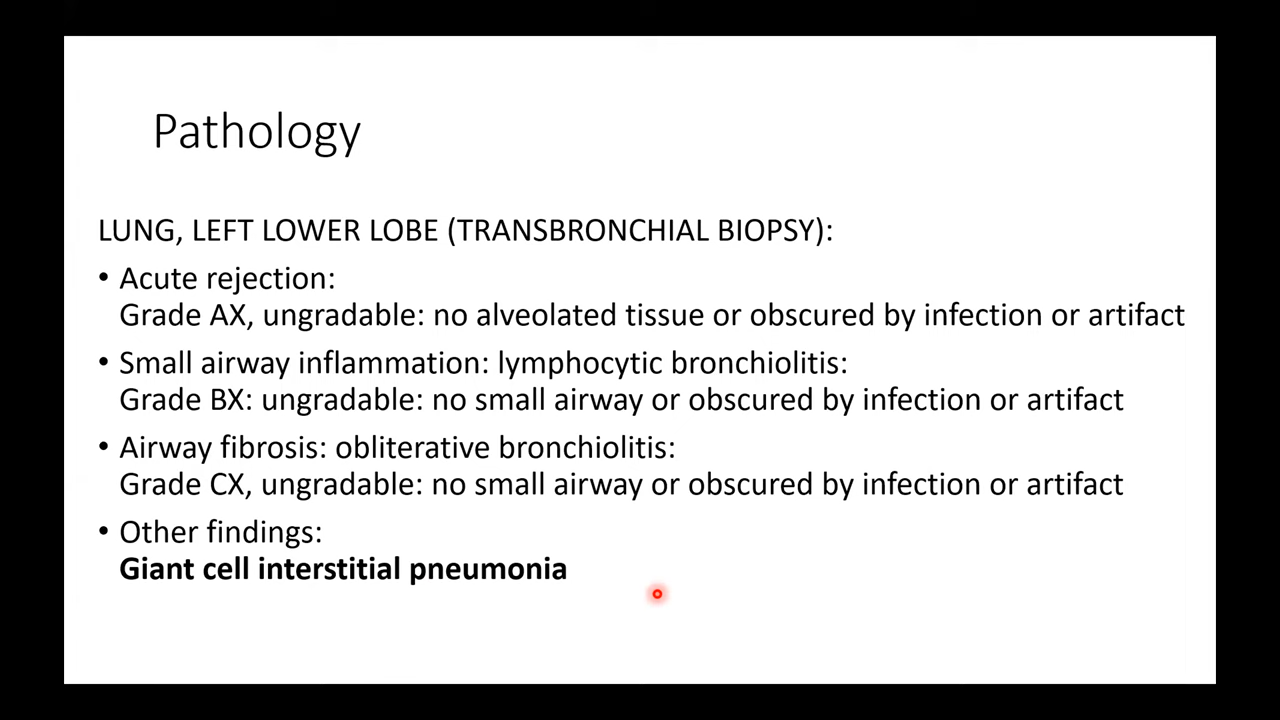 Pathology
LUNG, LEFT LOWER LOBE (TRANSBRONCHIAL BIOPSY):
• Acute rejection:
Grade AX, ungradable: no alveolated tissue or obscured by infection or artifact
• Small airway inflammation: lymphocytic bronchiolitis:
Grade BX: ungradable: no small airway or obscured by infection or artifact
• Airway fibrosis: obliterative bronchiolitis:
Grade CX, ungradable: no small airway or obscured by infection or artifact
• Other findings:
Giant cell interstitial pneumonia